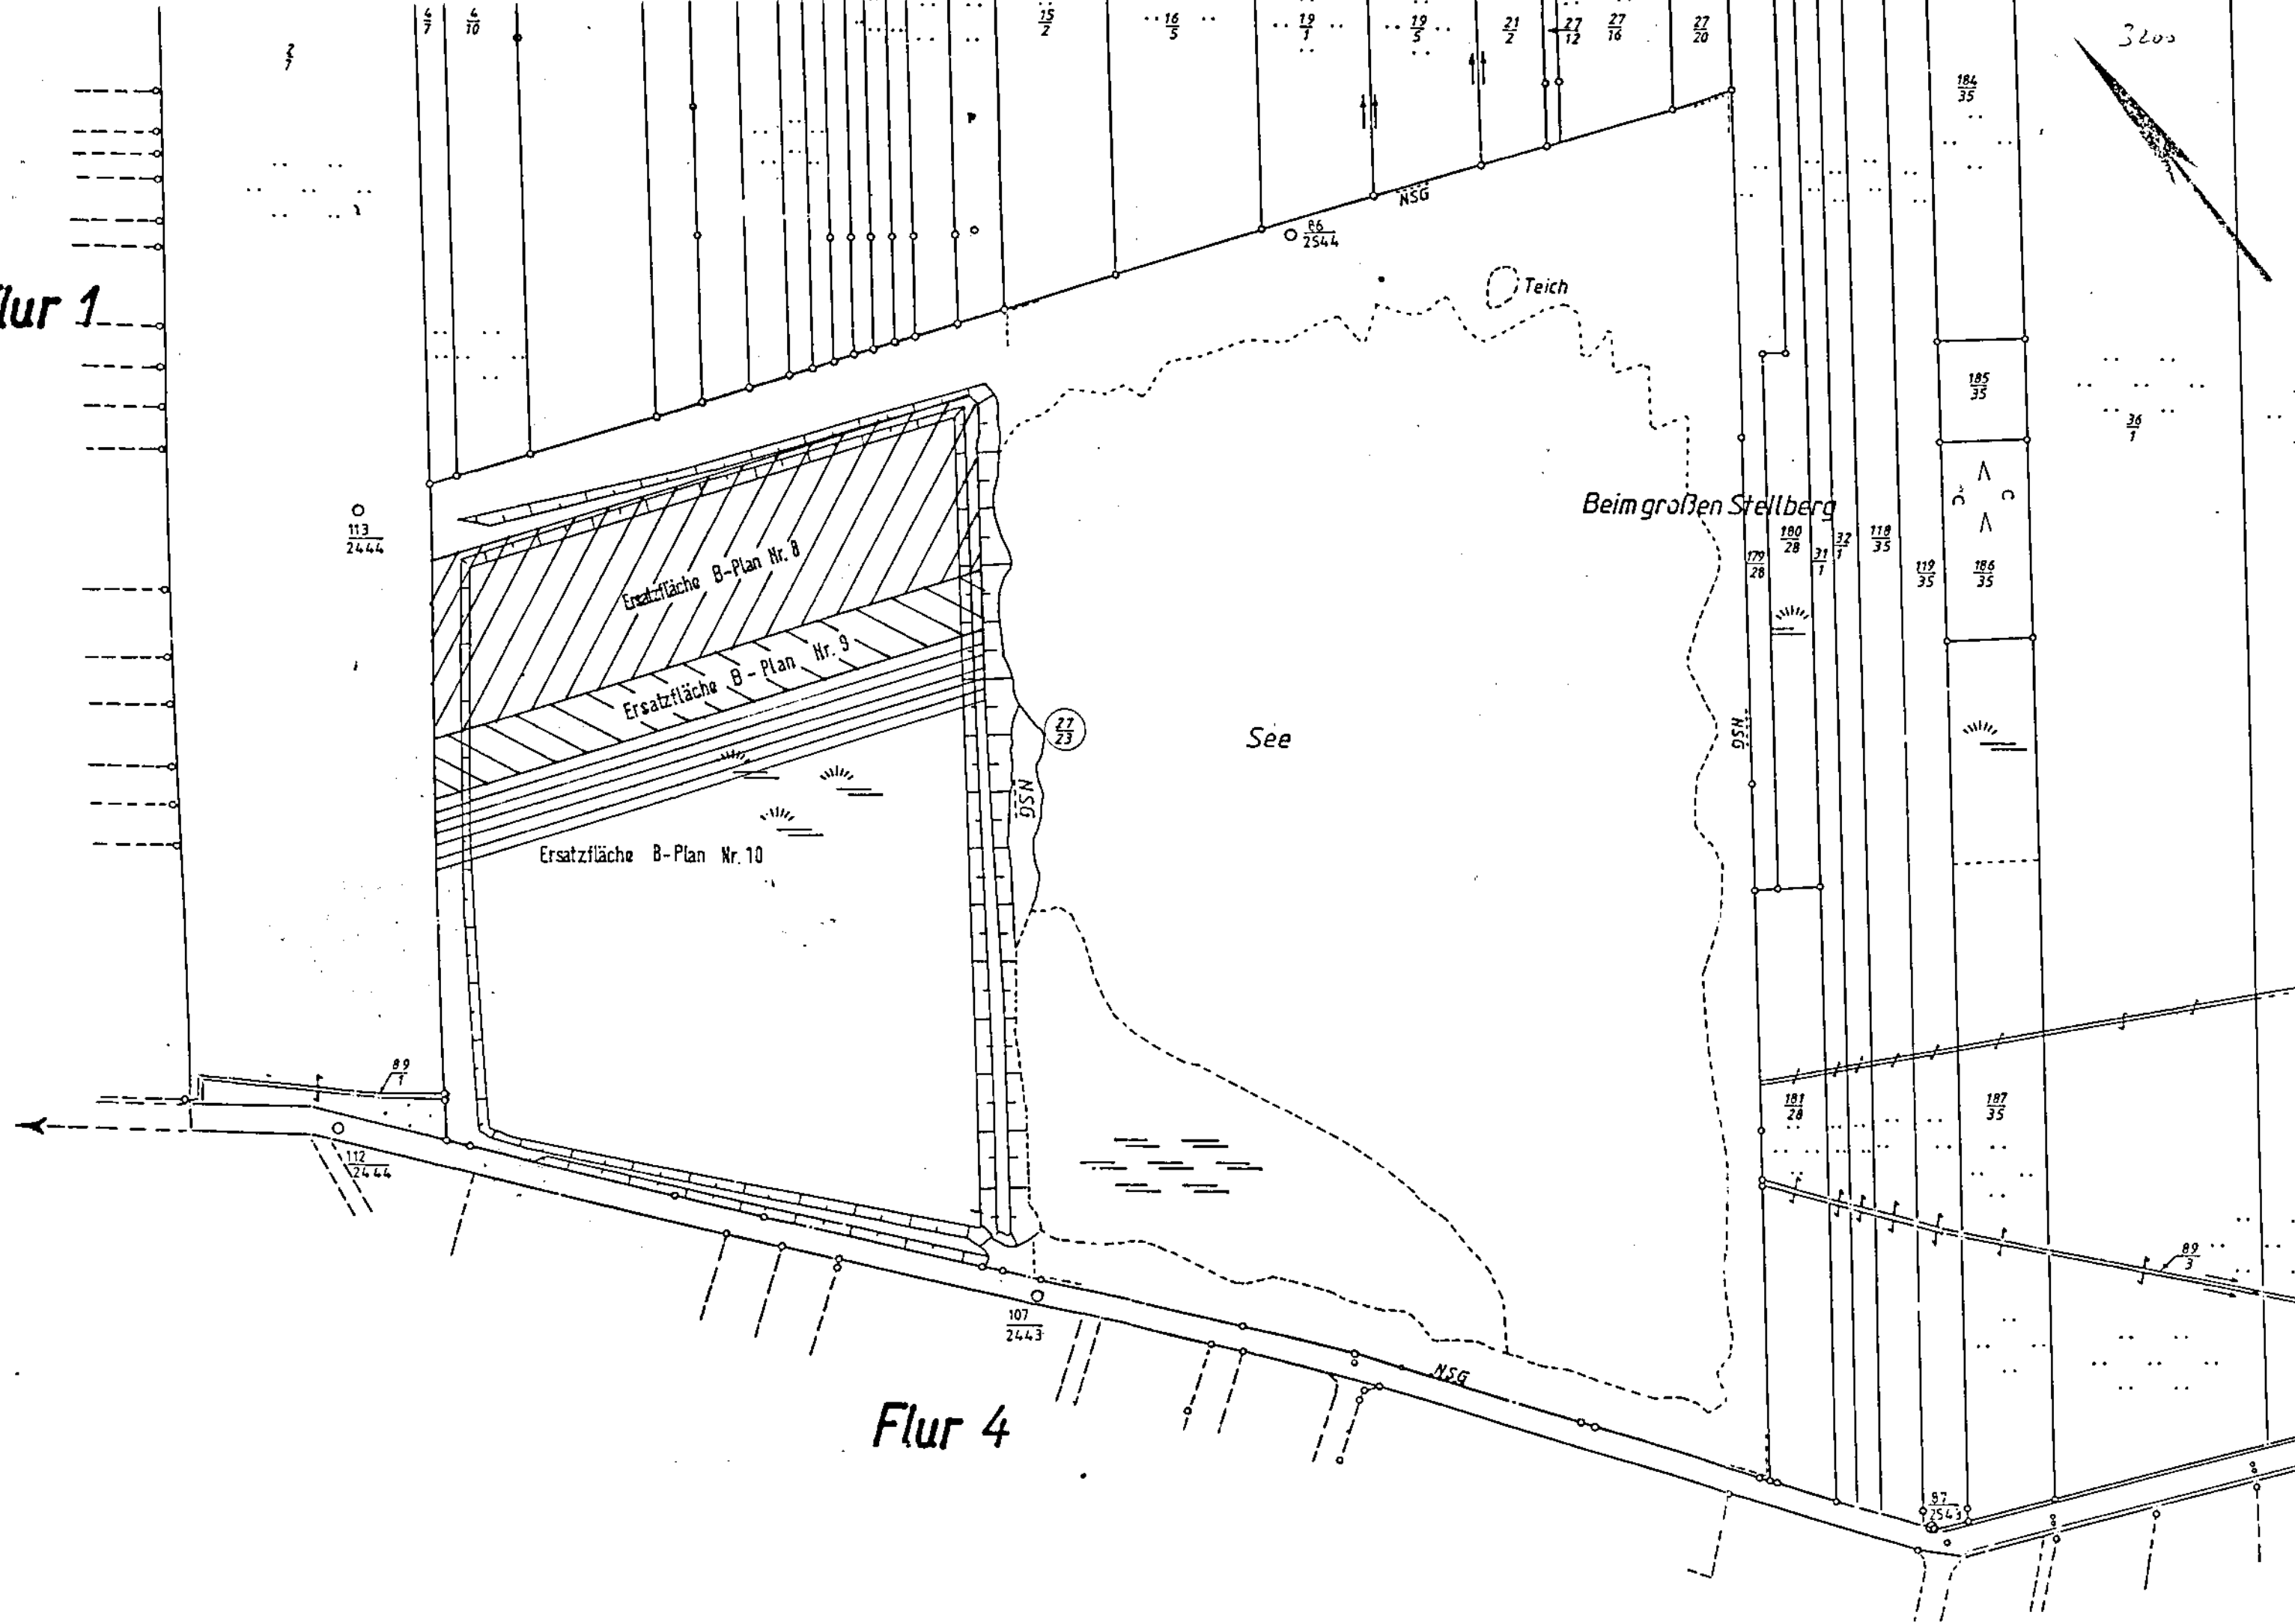 2/7
4/7
4/10
15/2
16/5
19/1
19/5
21/2
27/12
27/16
27/20
184/35
NSG
86/2544
Teich
lur 1
185/35
36/1
113/2444
Beim großen Stellberg
179/28
180/28
31/1
32/1
118/35
119/35
186/35
Ersatzfläche B-Plan Nr. 8
Ersatzfläche B-Plan Nr. 9
27/23
See
NSG
NSG
Ersatzfläche B-Plan Nr. 10
89/1
181/28
187/35
112/2444
89/3
107/2443
NSG
Flur 4
87/2543